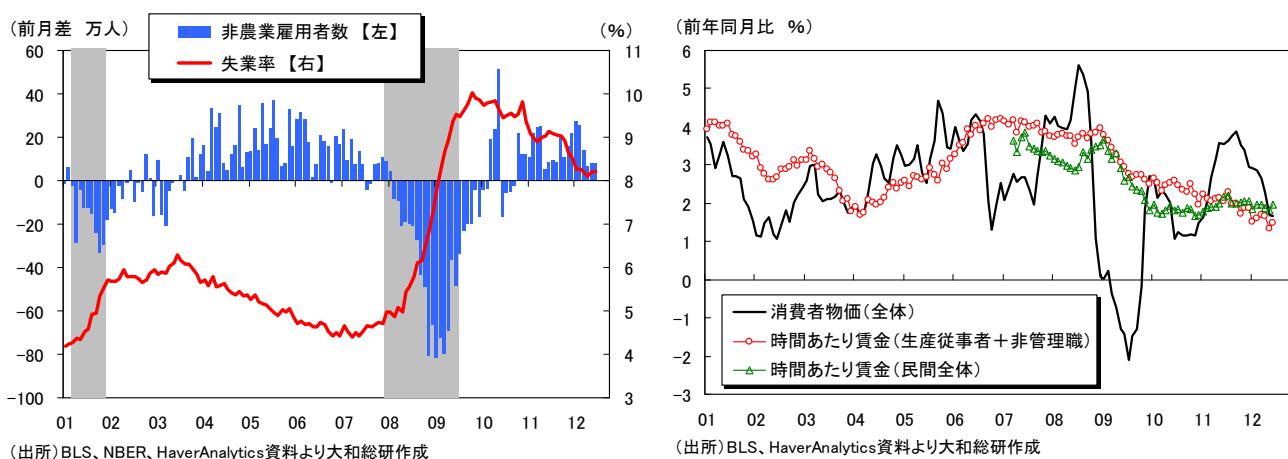 (前月差 万人)
非農業雇用者数 【左】
失業率 【右】
(%)
60
40
20
0
-20
-40
-60
-80
-100
11
10
9
8
7
6
5
4
3
01 02 03 04 05 06 07 08 09 10 11 12
(出所)BLS、NBER、HaverAnalytics資料より大和総研作成
(前年同月比 %)
6
5
4
3
2
1
0
-1
-2
-3
消費者物価(全体)
時間あたり賃金(生産従事者+非管理職)
時間あたり賃金(民間全体)
01 02 03 04 05 06 07 08 09 10 11 12
(出所)BLS、HaverAnalytics資料より大和総研作成